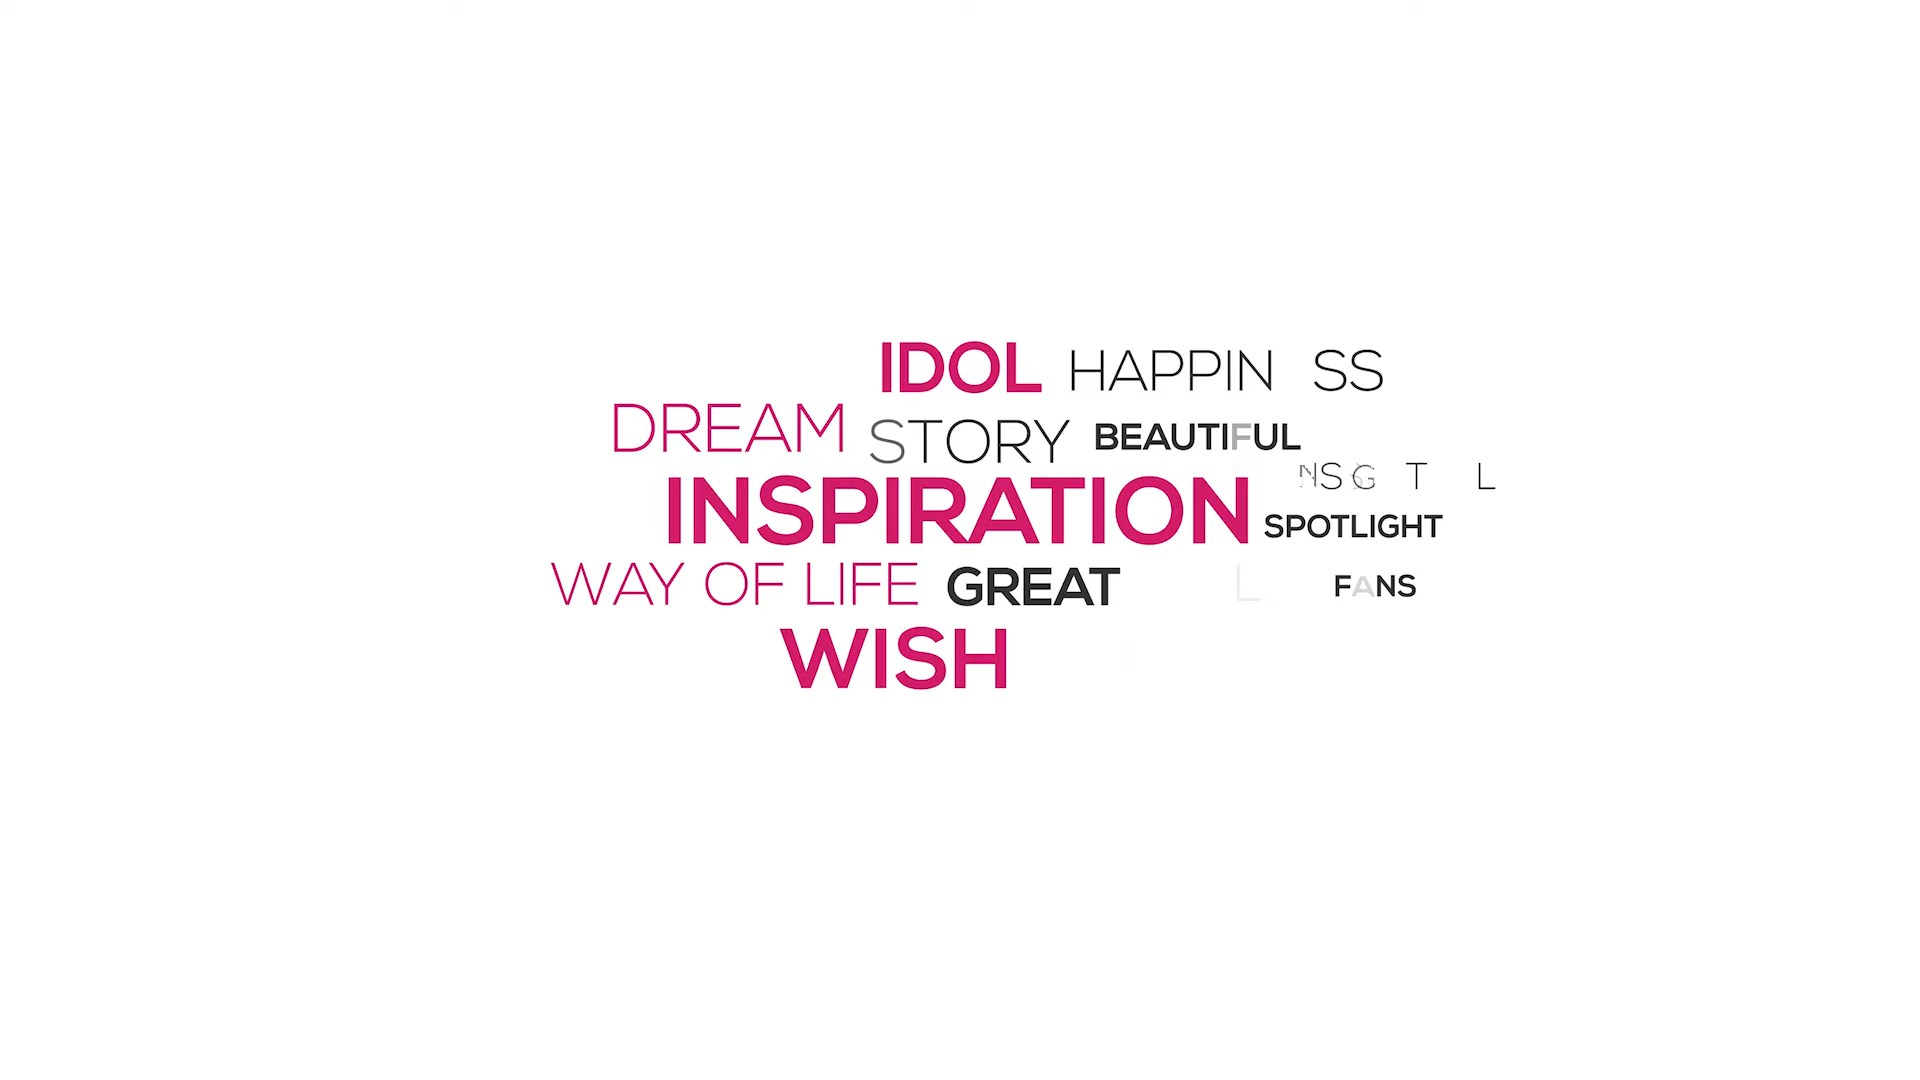 IDOL HAPPIN SS
DREAM STORY BEAUTIFUL
INSPIRATION SPOTLIGHT
WAY OF LIFE GREAT FANS
WISH